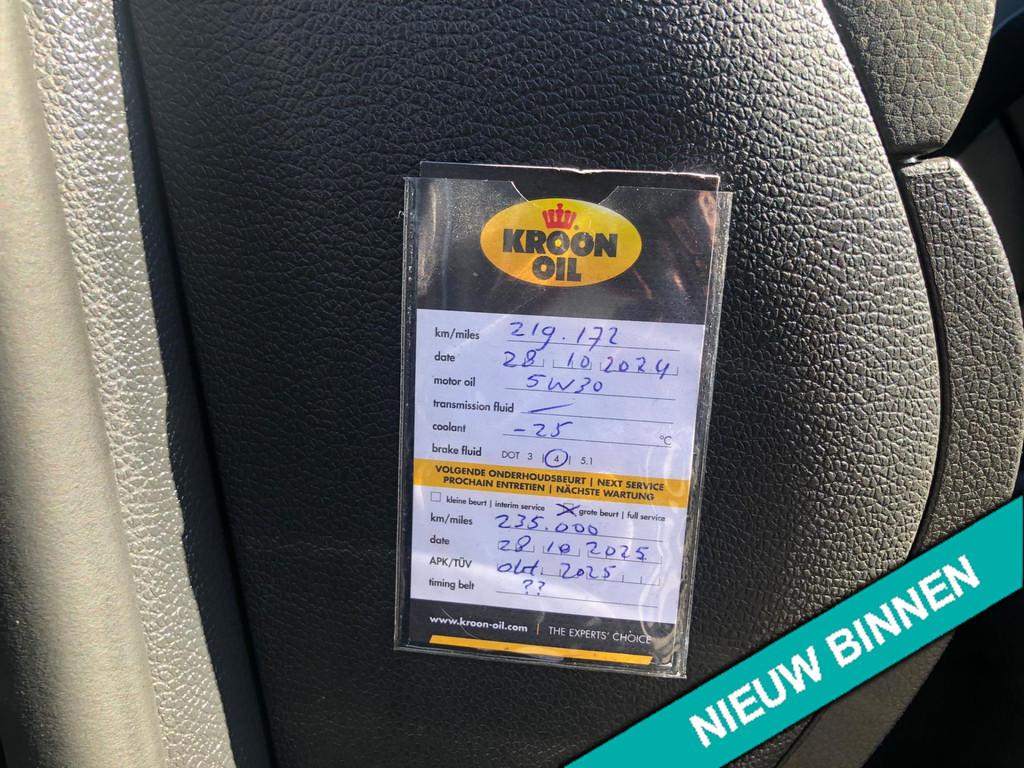 KROON
OIL
km/miles 219.172
date 28 10 2024
motor oil 5W30
transmission fluid —
coolant -25 °C
brake fluid DOT 3 | 4 | 5.1
VOLGENDE ONDERHOUDSBEURT | NEXT SERVICE
PROCHAIN ENTRETIEN | NÄCHSTE WARTUNG
kleine beurt | interim service grote beurt | full service
km/miles 235.000
date 28 10 2025
APK/TÜV okt 2025
timing belt ??
www.kroon-oil.com | THE EXPERTS' CHOICE
NIEUW BINNEN